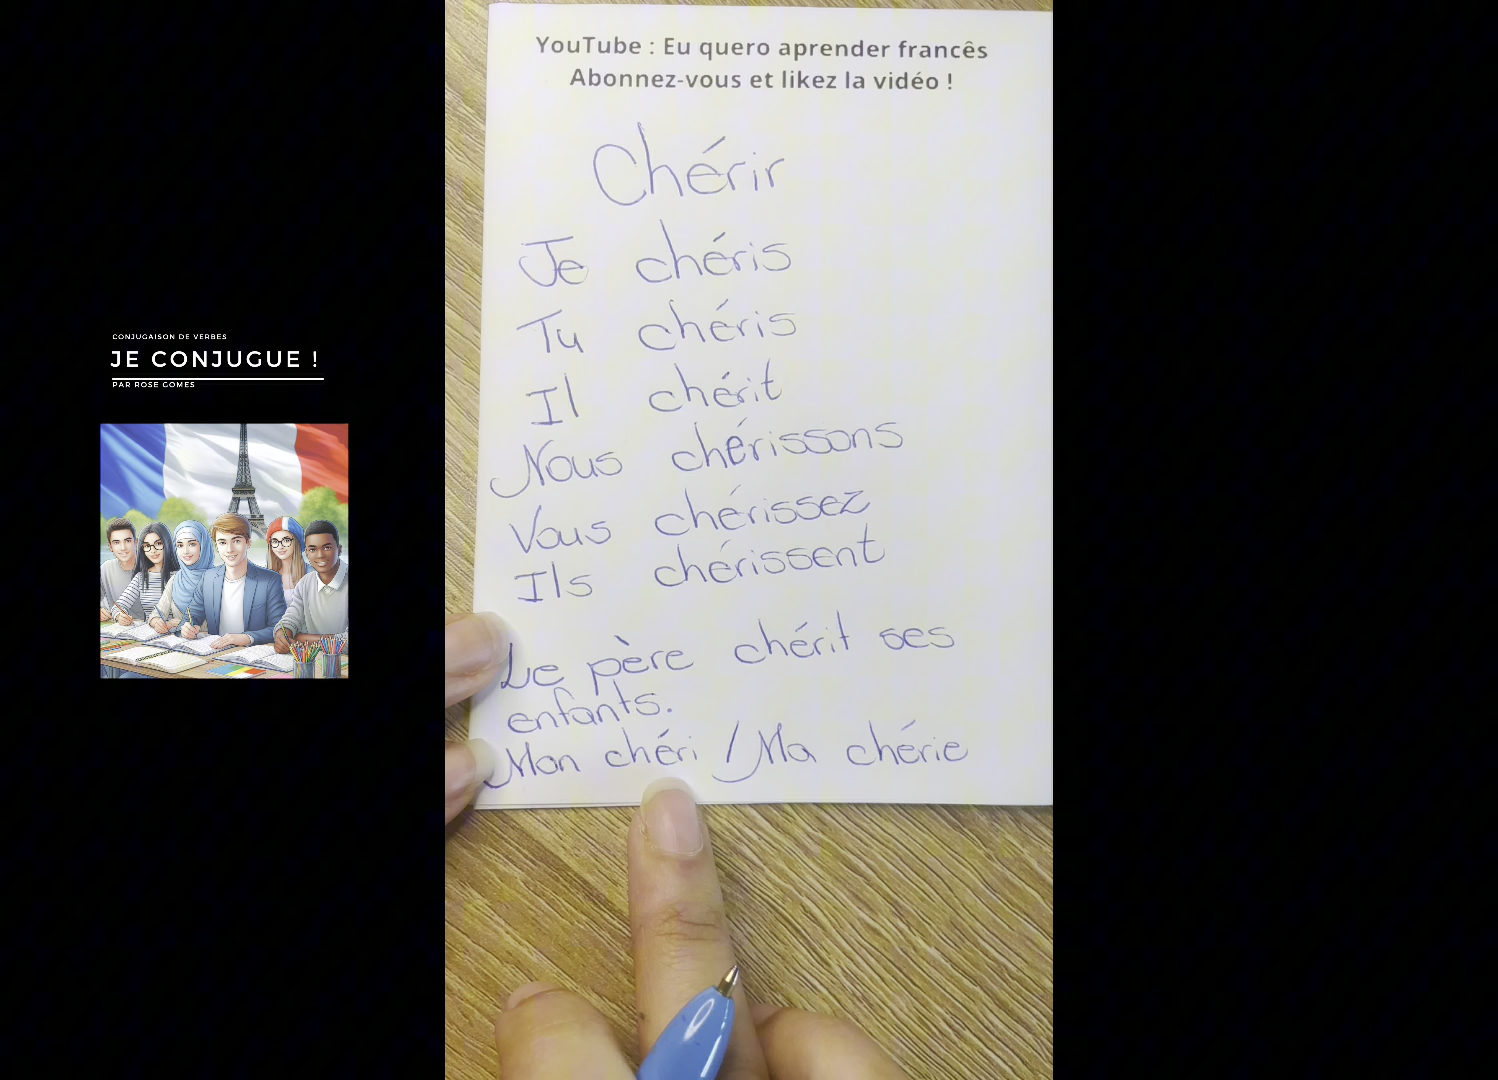 CONJUGAISON DE VERBES
JE CONJUGUE !
PAR ROSE GOMES
YouTube : Eu quero aprender francês
Abonnez-vous et likez la vidéo !
Chérir
Je chéris
Tu chéris
Il chérit
Nous chérissons
Vous chérissez
Ils chérissent
Le père chérit ses
enfants.
Mon chéri / Ma chérie